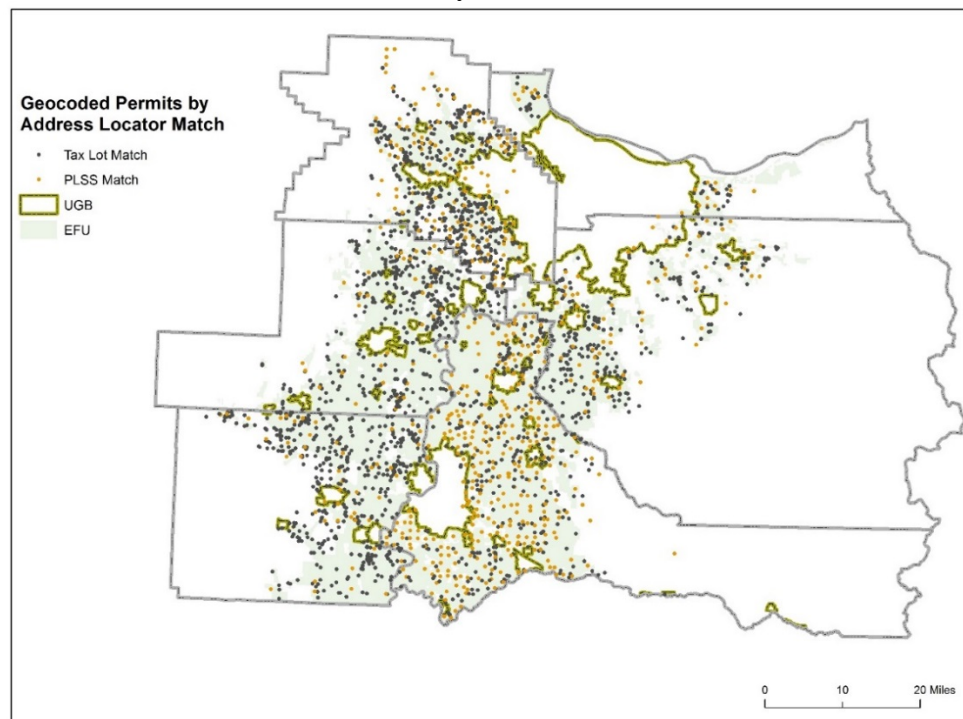 Geocoded Permits by
Address Locator Match
Tax Lot Match
PLSS Match
UGB
EFU
0 10 20 Miles